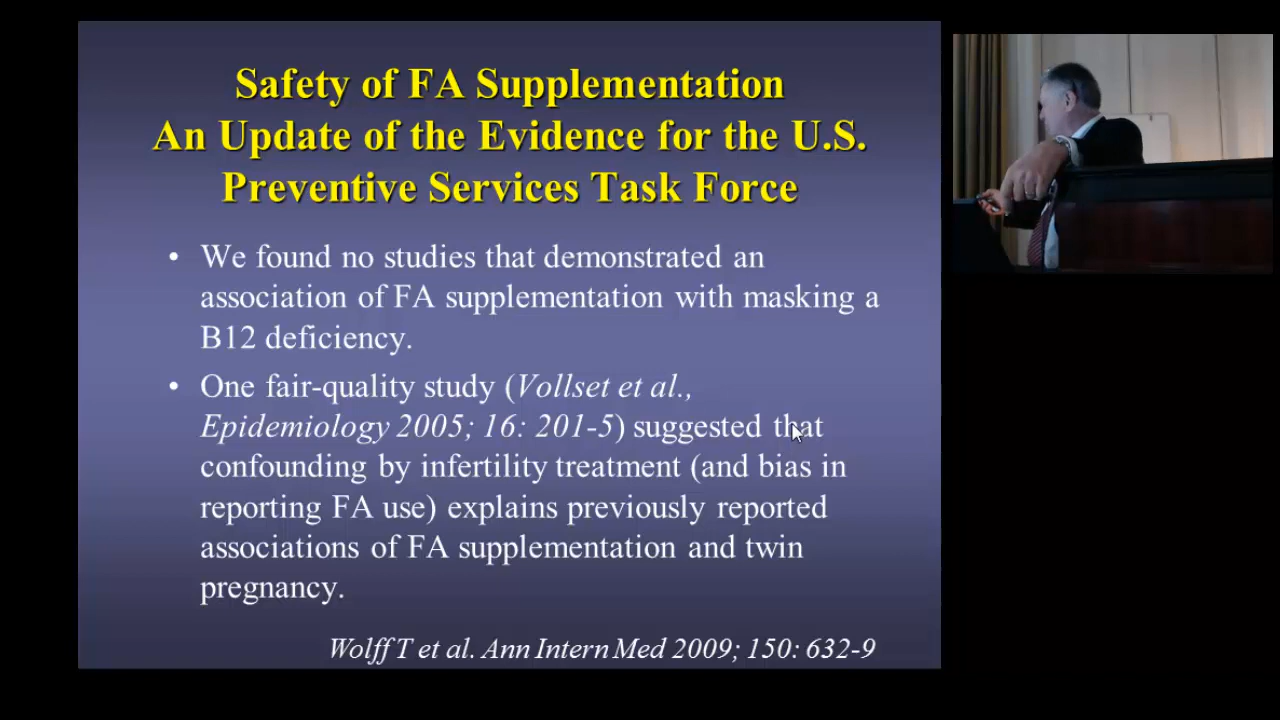 Safety of FA Supplementation
An Update of the Evidence for the U.S.
Preventive Services Task Force
• We found no studies that demonstrated an
association of FA supplementation with masking a
B12 deficiency.
• One fair-quality study (Vollset et al.,
Epidemiology 2005; 16: 201-5) suggested that
confounding by infertility treatment (and bias in
reporting FA use) explains previously reported
associations of FA supplementation and twin
pregnancy.
Wolff T et al. Ann Intern Med 2009; 150: 632-9